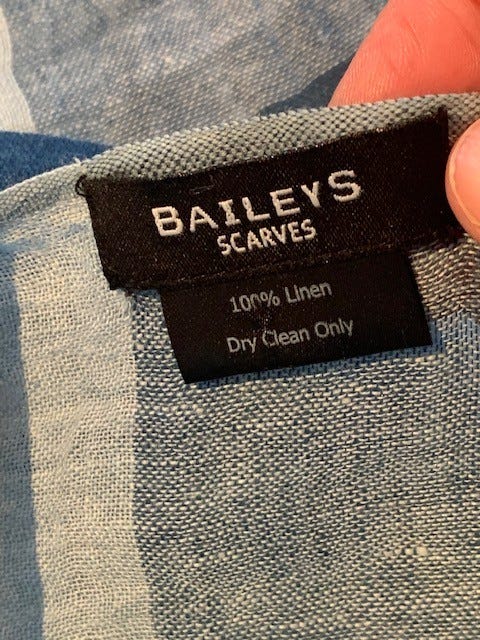 BAILEYS
SCARVES
100% Linen
Dry Clean Only